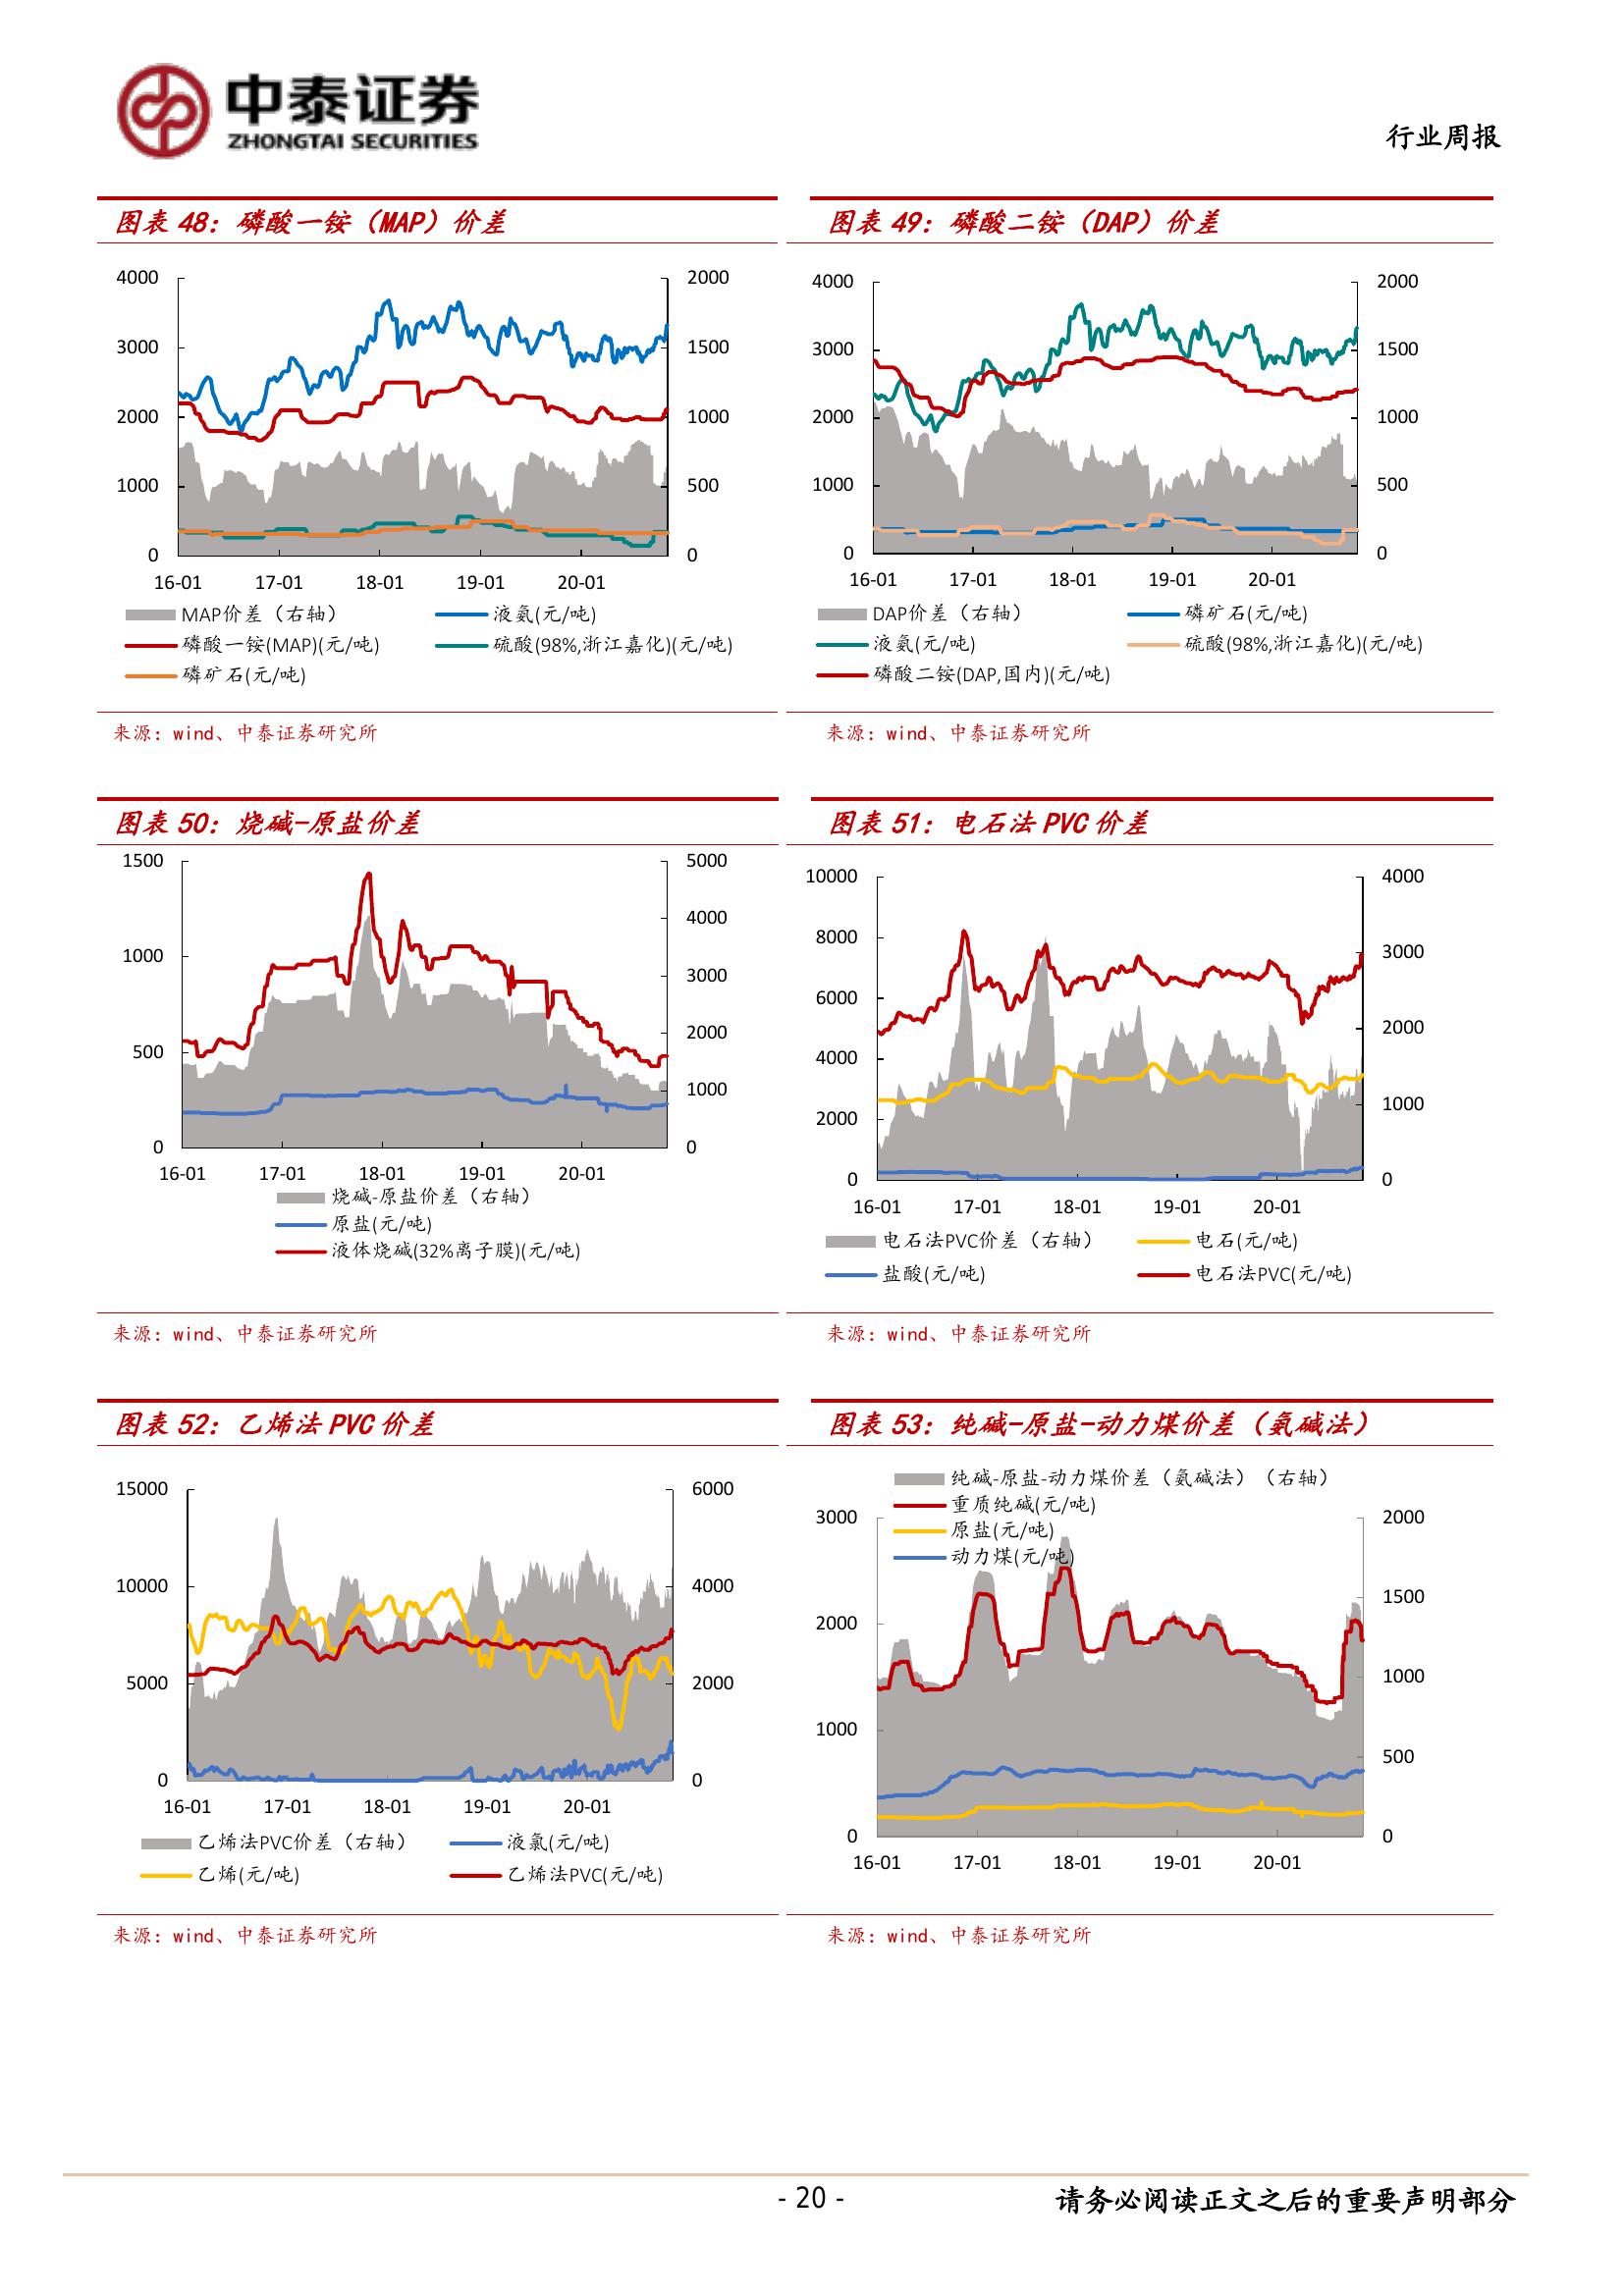 中泰证券
ZHONGTAI SECURITIES
行业周报
图表 48：磷酸一铵（MAP）价差
4000
3000
2000
1000
0
2000
1500
1000
500
0
16-01 17-01 18-01 19-01 20-01
MAP价差（右轴） 液氨(元/吨)
磷酸一铵(MAP)(元/吨) 硫酸(98%,浙江嘉化)(元/吨)
磷矿石(元/吨)
来源：wind、中泰证券研究所
图表 49：磷酸二铵（DAP）价差
4000
3000
2000
1000
0
2000
1500
1000
500
0
16-01 17-01 18-01 19-01 20-01
DAP价差（右轴） 磷矿石(元/吨)
液氨(元/吨) 硫酸(98%,浙江嘉化)(元/吨)
磷酸二铵(DAP,国内)(元/吨)
来源：wind、中泰证券研究所
图表 50：烧碱-原盐价差
1500
1000
500
0
5000
4000
3000
2000
1000
0
16-01 17-01 18-01 19-01 20-01
烧碱-原盐价差（右轴）
原盐(元/吨)
液体烧碱(32%离子膜)(元/吨)
来源：wind、中泰证券研究所
图表 51：电石法 PVC 价差
10000
8000
6000
4000
2000
0
4000
3000
2000
1000
0
16-01 17-01 18-01 19-01 20-01
电石法PVC价差（右轴） 电石(元/吨)
盐酸(元/吨) 电石法PVC(元/吨)
来源：wind、中泰证券研究所
图表 52：乙烯法 PVC 价差
15000
10000
5000
0
6000
4000
2000
0
16-01 17-01 18-01 19-01 20-01
乙烯法PVC价差（右轴） 液氯(元/吨)
乙烯(元/吨) 乙烯法PVC(元/吨)
来源：wind、中泰证券研究所
图表 53：纯碱-原盐-动力煤价差（氨碱法）
纯碱-原盐-动力煤价差（氨碱法）（右轴）
重质纯碱(元/吨)
原盐(元/吨)
动力煤(元/吨)
3000
2000
1000
0
2000
1500
1000
500
0
16-01 17-01 18-01 19-01 20-01
来源：wind、中泰证券研究所
- 20 -
请务必阅读正文之后的重要声明部分